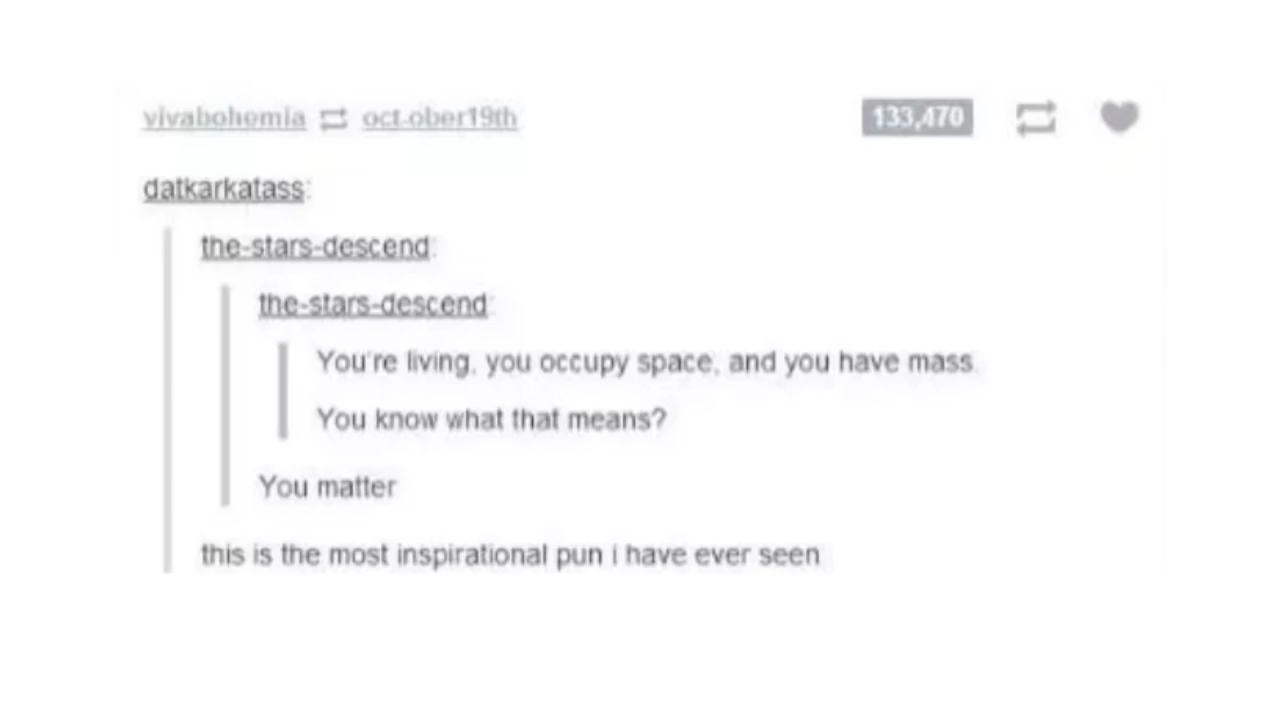 vivabohemia oct-ober19th 133,470
datkarkatass:
the-stars-descend:
the-stars-descend:
You're living, you occupy space, and you have mass.
You know what that means?
You matter
this is the most inspirational pun i have ever seen